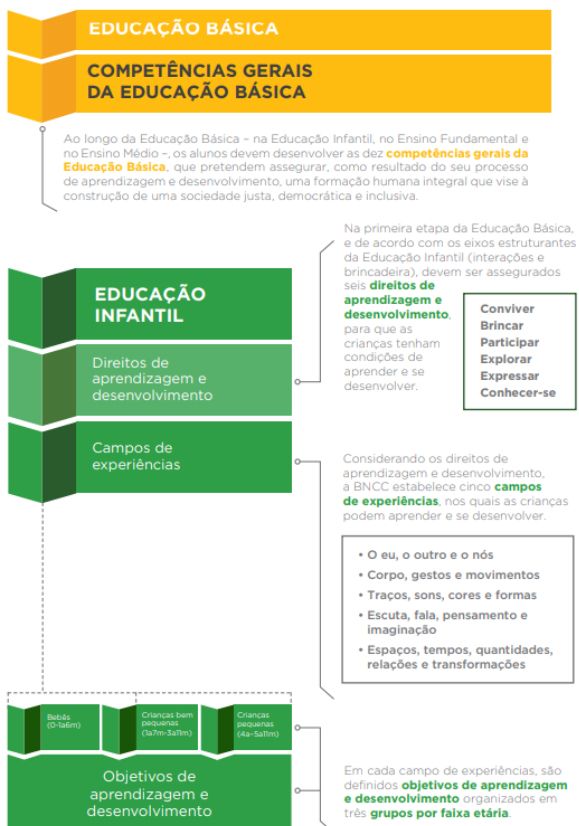 EDUCAÇÃO BÁSICA
COMPETÊNCIAS GERAIS
DA EDUCAÇÃO BÁSICA
Ao longo da Educação Básica – na Educação Infantil, no Ensino Fundamental e
no Ensino Médio –, os alunos devem desenvolver as dez competências gerais da
Educação Básica, que pretendem assegurar, como resultado do seu processo
de aprendizagem e desenvolvimento, uma formação humana integral que vise à
construção de uma sociedade justa, democrática e inclusiva.
Na primeira etapa da Educação Básica,
e de acordo com os eixos estruturantes
da Educação Infantil (interações e
brincadeira), devem ser assegurados
seis direitos de
aprendizagem e
desenvolvimento,
para que as
crianças tenham
condições de
aprender e se
desenvolver.
Conviver
Brincar
Participar
Explorar
Expressar
Conhecer-se
EDUCAÇÃO
INFANTIL
Direitos de
aprendizagem e
desenvolvimento
Campos de
experiências
Considerando os direitos de
aprendizagem e desenvolvimento,
a BNCC estabelece cinco campos
de experiências, nos quais as crianças
podem aprender e se desenvolver.
• O eu, o outro e o nós
• Corpo, gestos e movimentos
• Traços, sons, cores e formas
• Escuta, fala, pensamento e
imaginação
• Espaços, tempos, quantidades,
relações e transformações
Bebês
(0-1a6m)
Crianças bem
pequenas
(1a7m-3a11m)
Crianças
pequenas
(4a–5a11m)
Objetivos de
aprendizagem e
desenvolvimento
Em cada campo de experiências, são
definidos objetivos de aprendizagem
e desenvolvimento organizados em
três grupos por faixa etária.